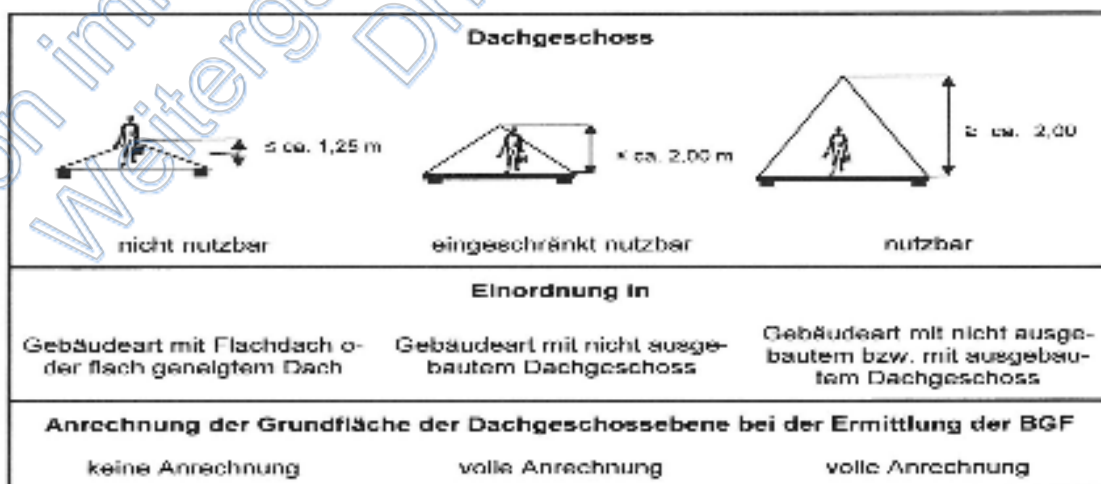 Dachgeschoss
≤ ca. 1,25 m
< ca. 2,00 m
≥ ca. 2,00
nicht nutzbar
eingeschränkt nutzbar
nutzbar
Einordnung in
Gebäudeart mit Flachdach o-
der flach geneigtem Dach
Gebäudeart mit nicht ausge-
bautem Dachgeschoss
Gebäudeart mit nicht ausge-
bautem bzw. mit ausgebau-
tem Dachgeschoss
Anrechnung der Grundfläche der Dachgeschossebene bei der Ermittlung der BGF
keine Anrechnung
volle Anrechnung
volle Anrechnung